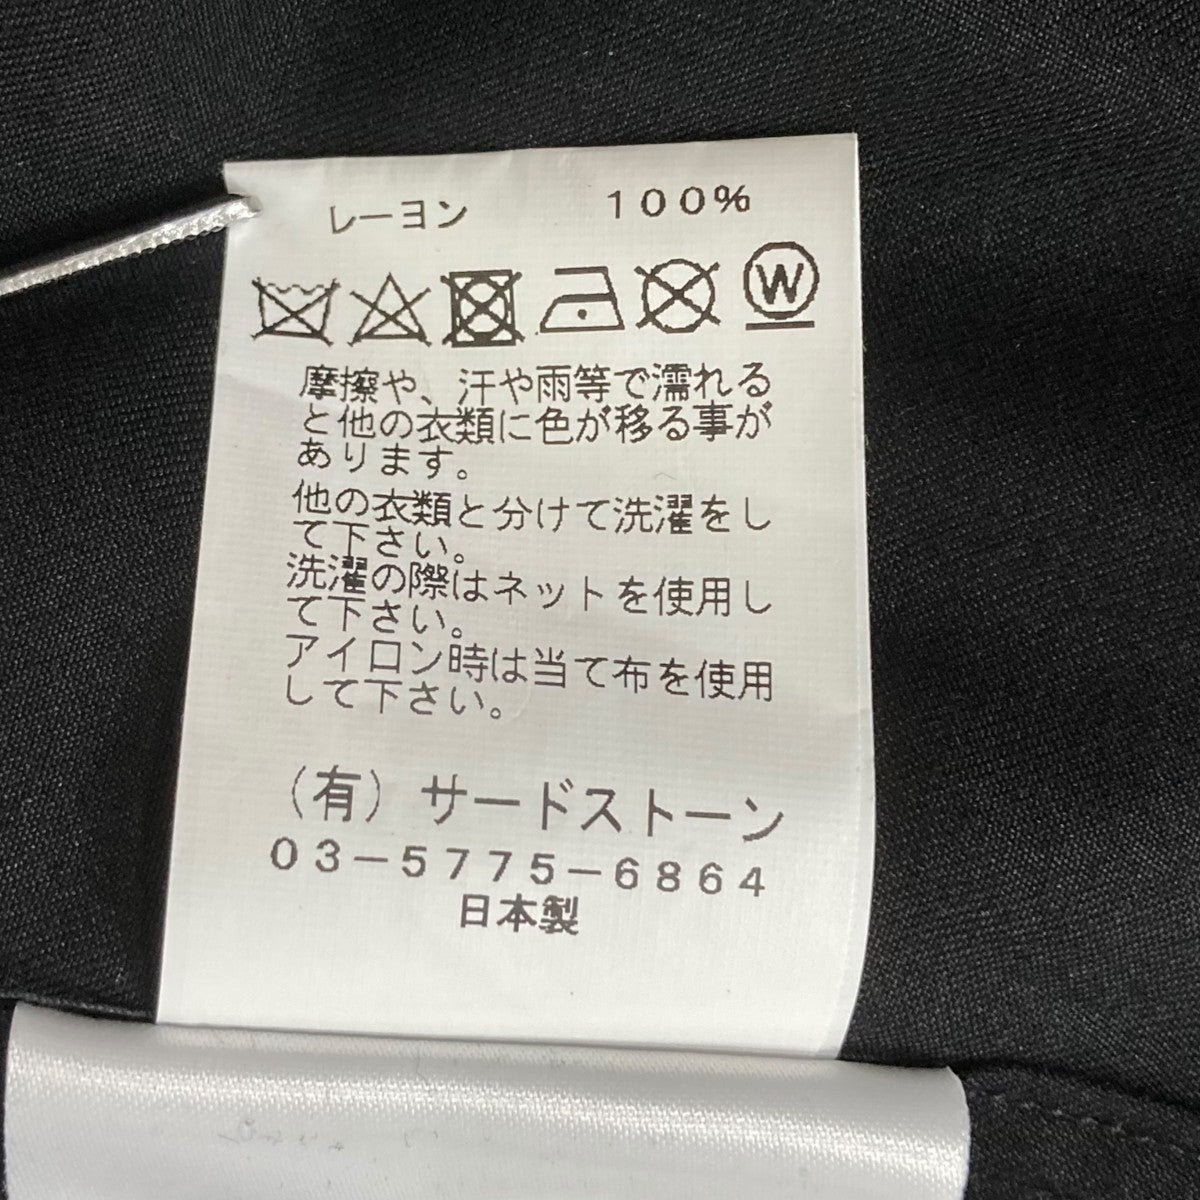 レーヨン 100%
W
摩擦や、汗や雨等で濡れる
と他の衣類に色が移る事が
あります。
他の衣類と分けて洗濯をし
て下さい。
洗濯の際はネットを使用し
て下さい。
アイロン時は当て布を使用
して下さい。
(有) サードストーン
03-5775-6864
日本製